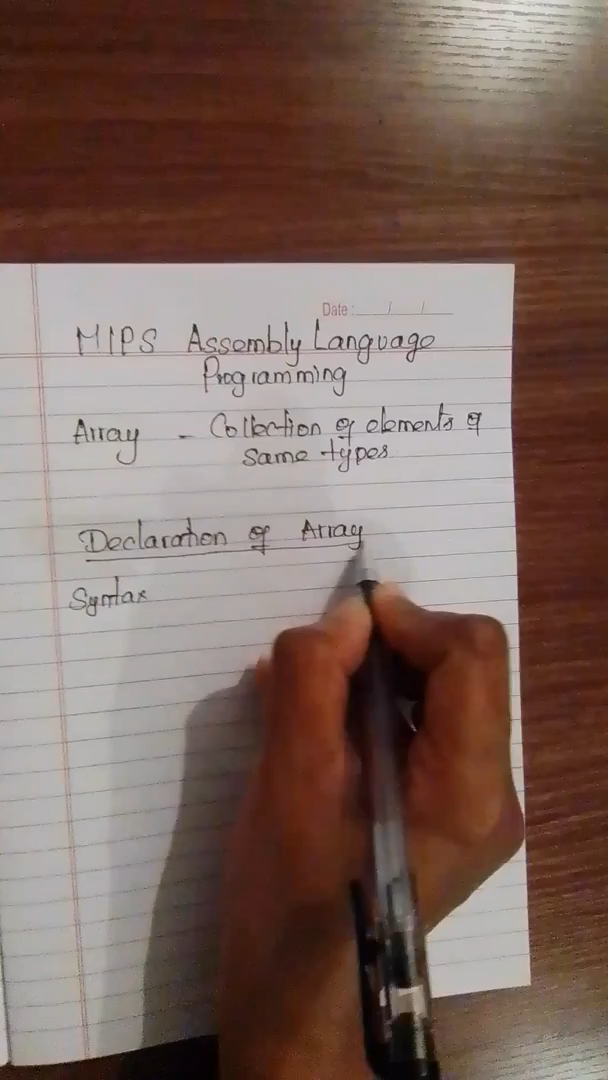 Date : / /
MIPS Assembly Language
Programming
Array - Collection of elements of
same types
Declaration of Array
Syntax